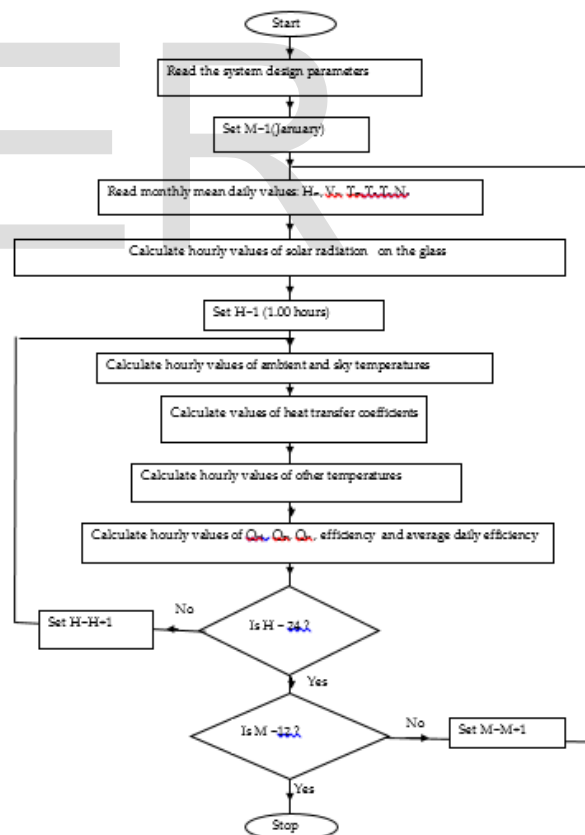 ER
Start
Read the system design parameters
Set M=1(January)
Read monthly mean daily values:
Calculate hourly values of solar radiation on the glass
Set H=1 (1.00 hours)
Calculate hourly values of ambient and sky temperatures
Calculate values of heat transfer coefficients
Calculate hourly values of other temperatures
Calculate hourly values of efficiency and average daily efficiency
No
Is H = 24?
Set H=H+1
Yes
Is M =12?
No
Set M=M+1
Yes
Stop